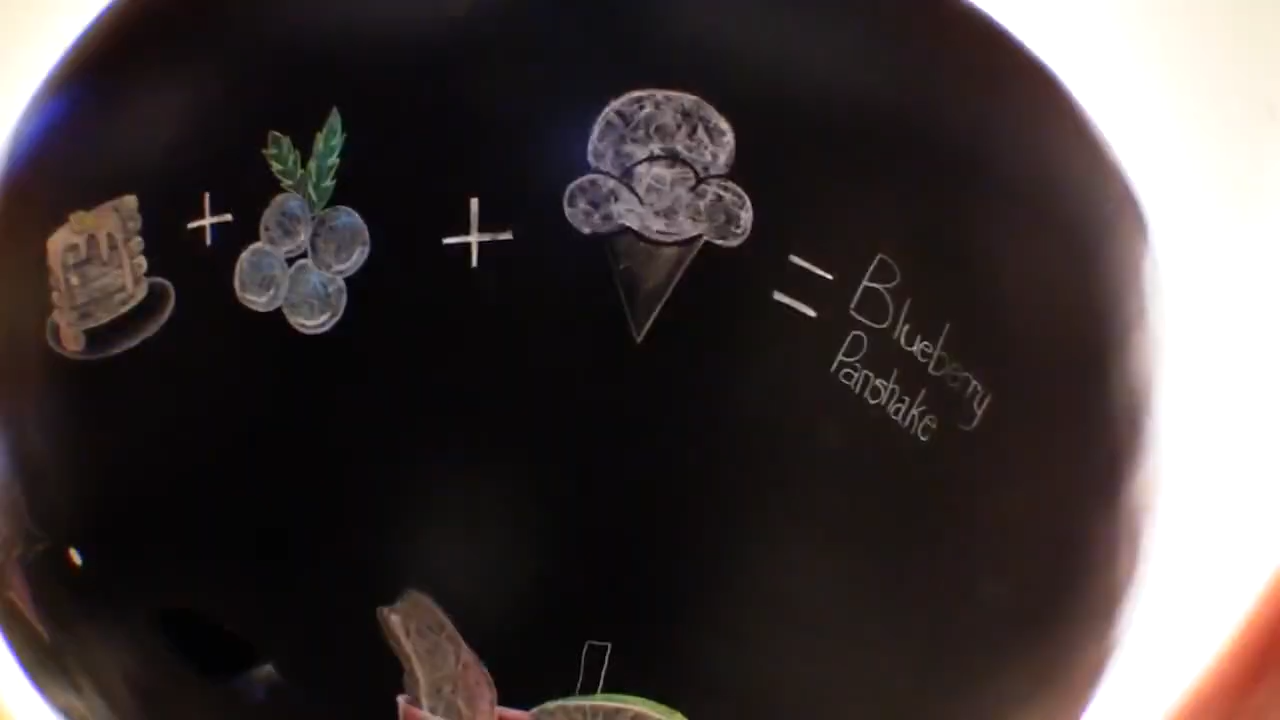 + + = Blueberry
Panshake